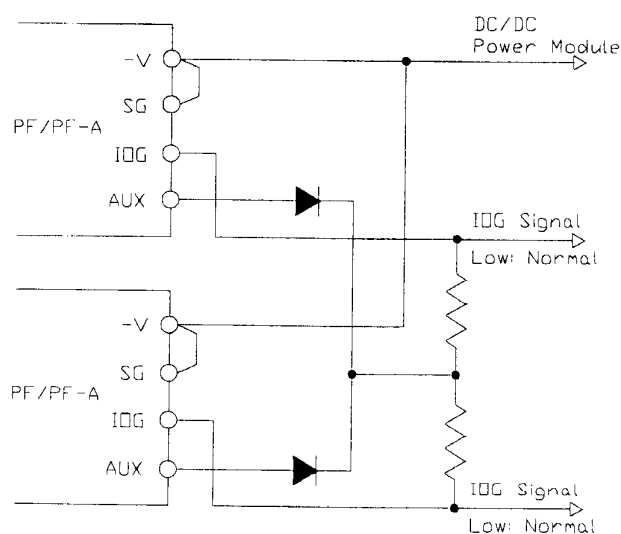 DC/DC
Power Module
-V
SG
PF/PF-A
IOG
AUX
IOG Signal
Low: Normal
-V
SG
PF/PF-A
IOG
AUX
IOG Signal
Low: Normal